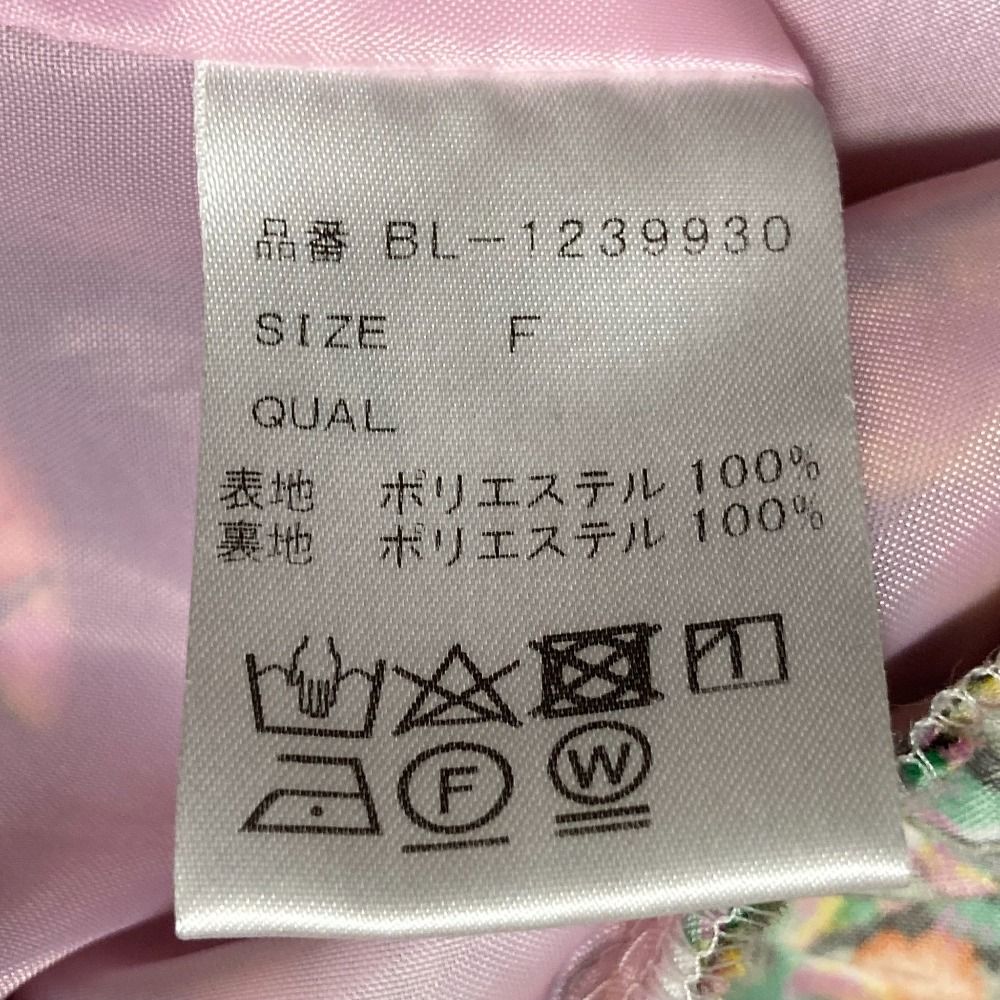 品番 BL-1239930
SIZE F
QUAL
表地 ポリエステル 100%
裏地 ポリエステル 100%
F
W